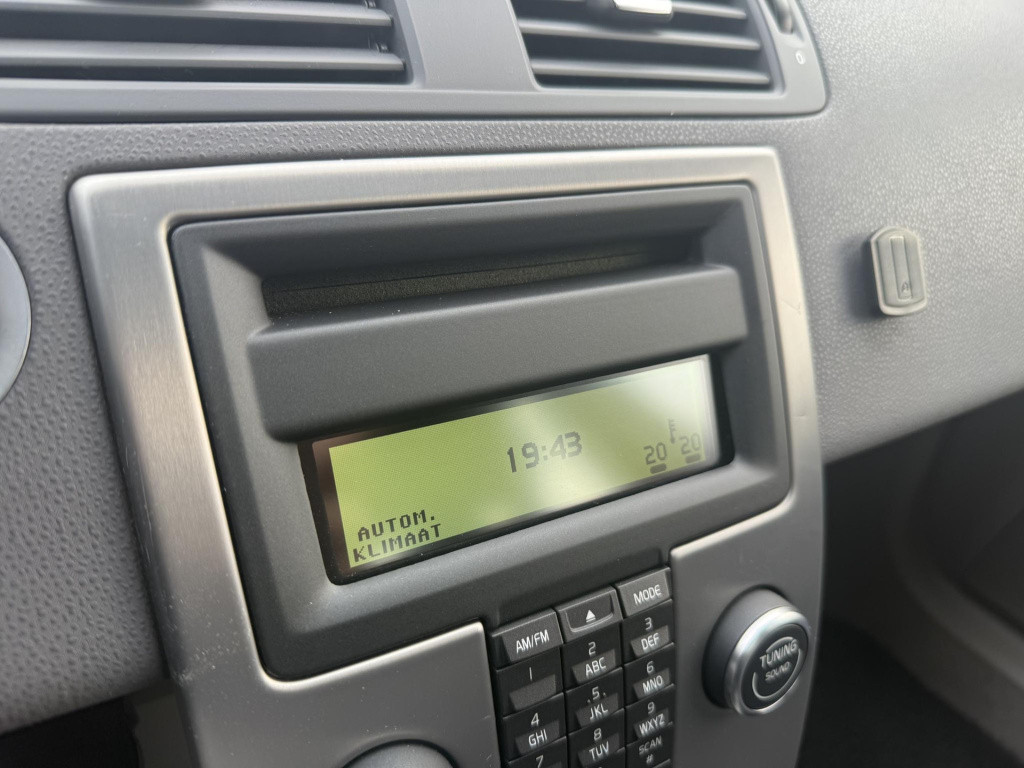 19:43
20 20
AUTOM.
KLIMAAT
AM/FM
MODE
1
2
ABC
3
DEF
4
GHI
.5,
JKL
6
MNO
7
8
TUV
9
WXYZ
SCAN
#
TUNING
SOUND